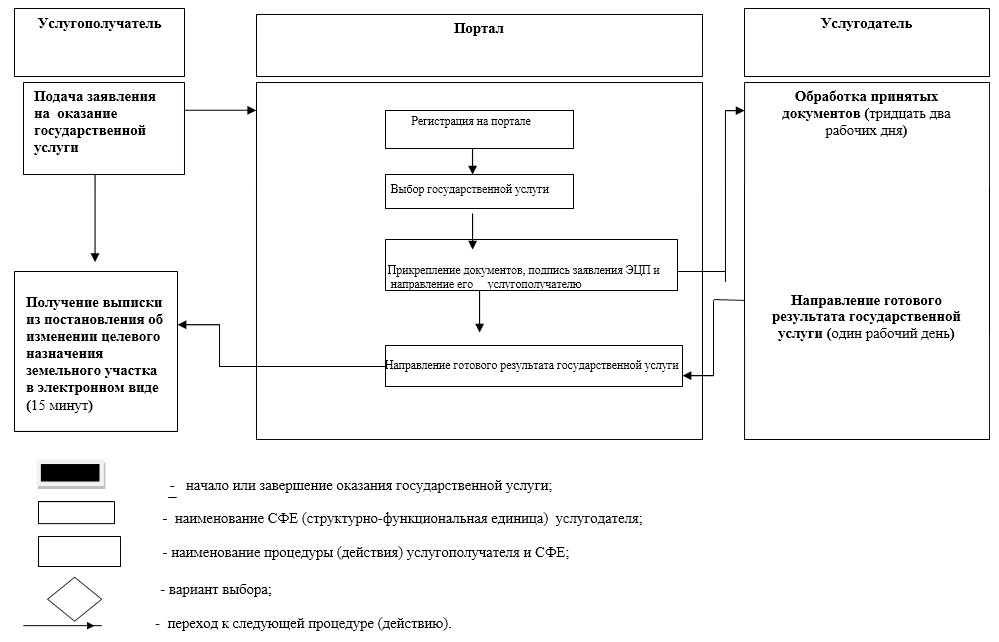 Услугополучатель
Портал
Услугодатель
Подача заявления
на оказание
государственной
услуги
Регистрация на портале
Выбор государственной услуги
Прикрепление документов, подпись заявления ЭЦП и
направление его услугополучателю
Направление готового результата государственной услуги
Обработка принятых
документов (тридцать два
рабочих дня)
Направление готового
результата государственной
услуги (один рабочий день)
Получение выписки
из постановления об
изменении целевого
назначения
земельного участка
в электронном виде
(15 минут)
- начало или завершение оказания государственной услуги;
- наименование СФЕ (структурно-функциональная единица) услугодателя;
- наименование процедуры (действия) услугополучателя и СФЕ;
- вариант выбора;
- переход к следующей процедуре (действию).